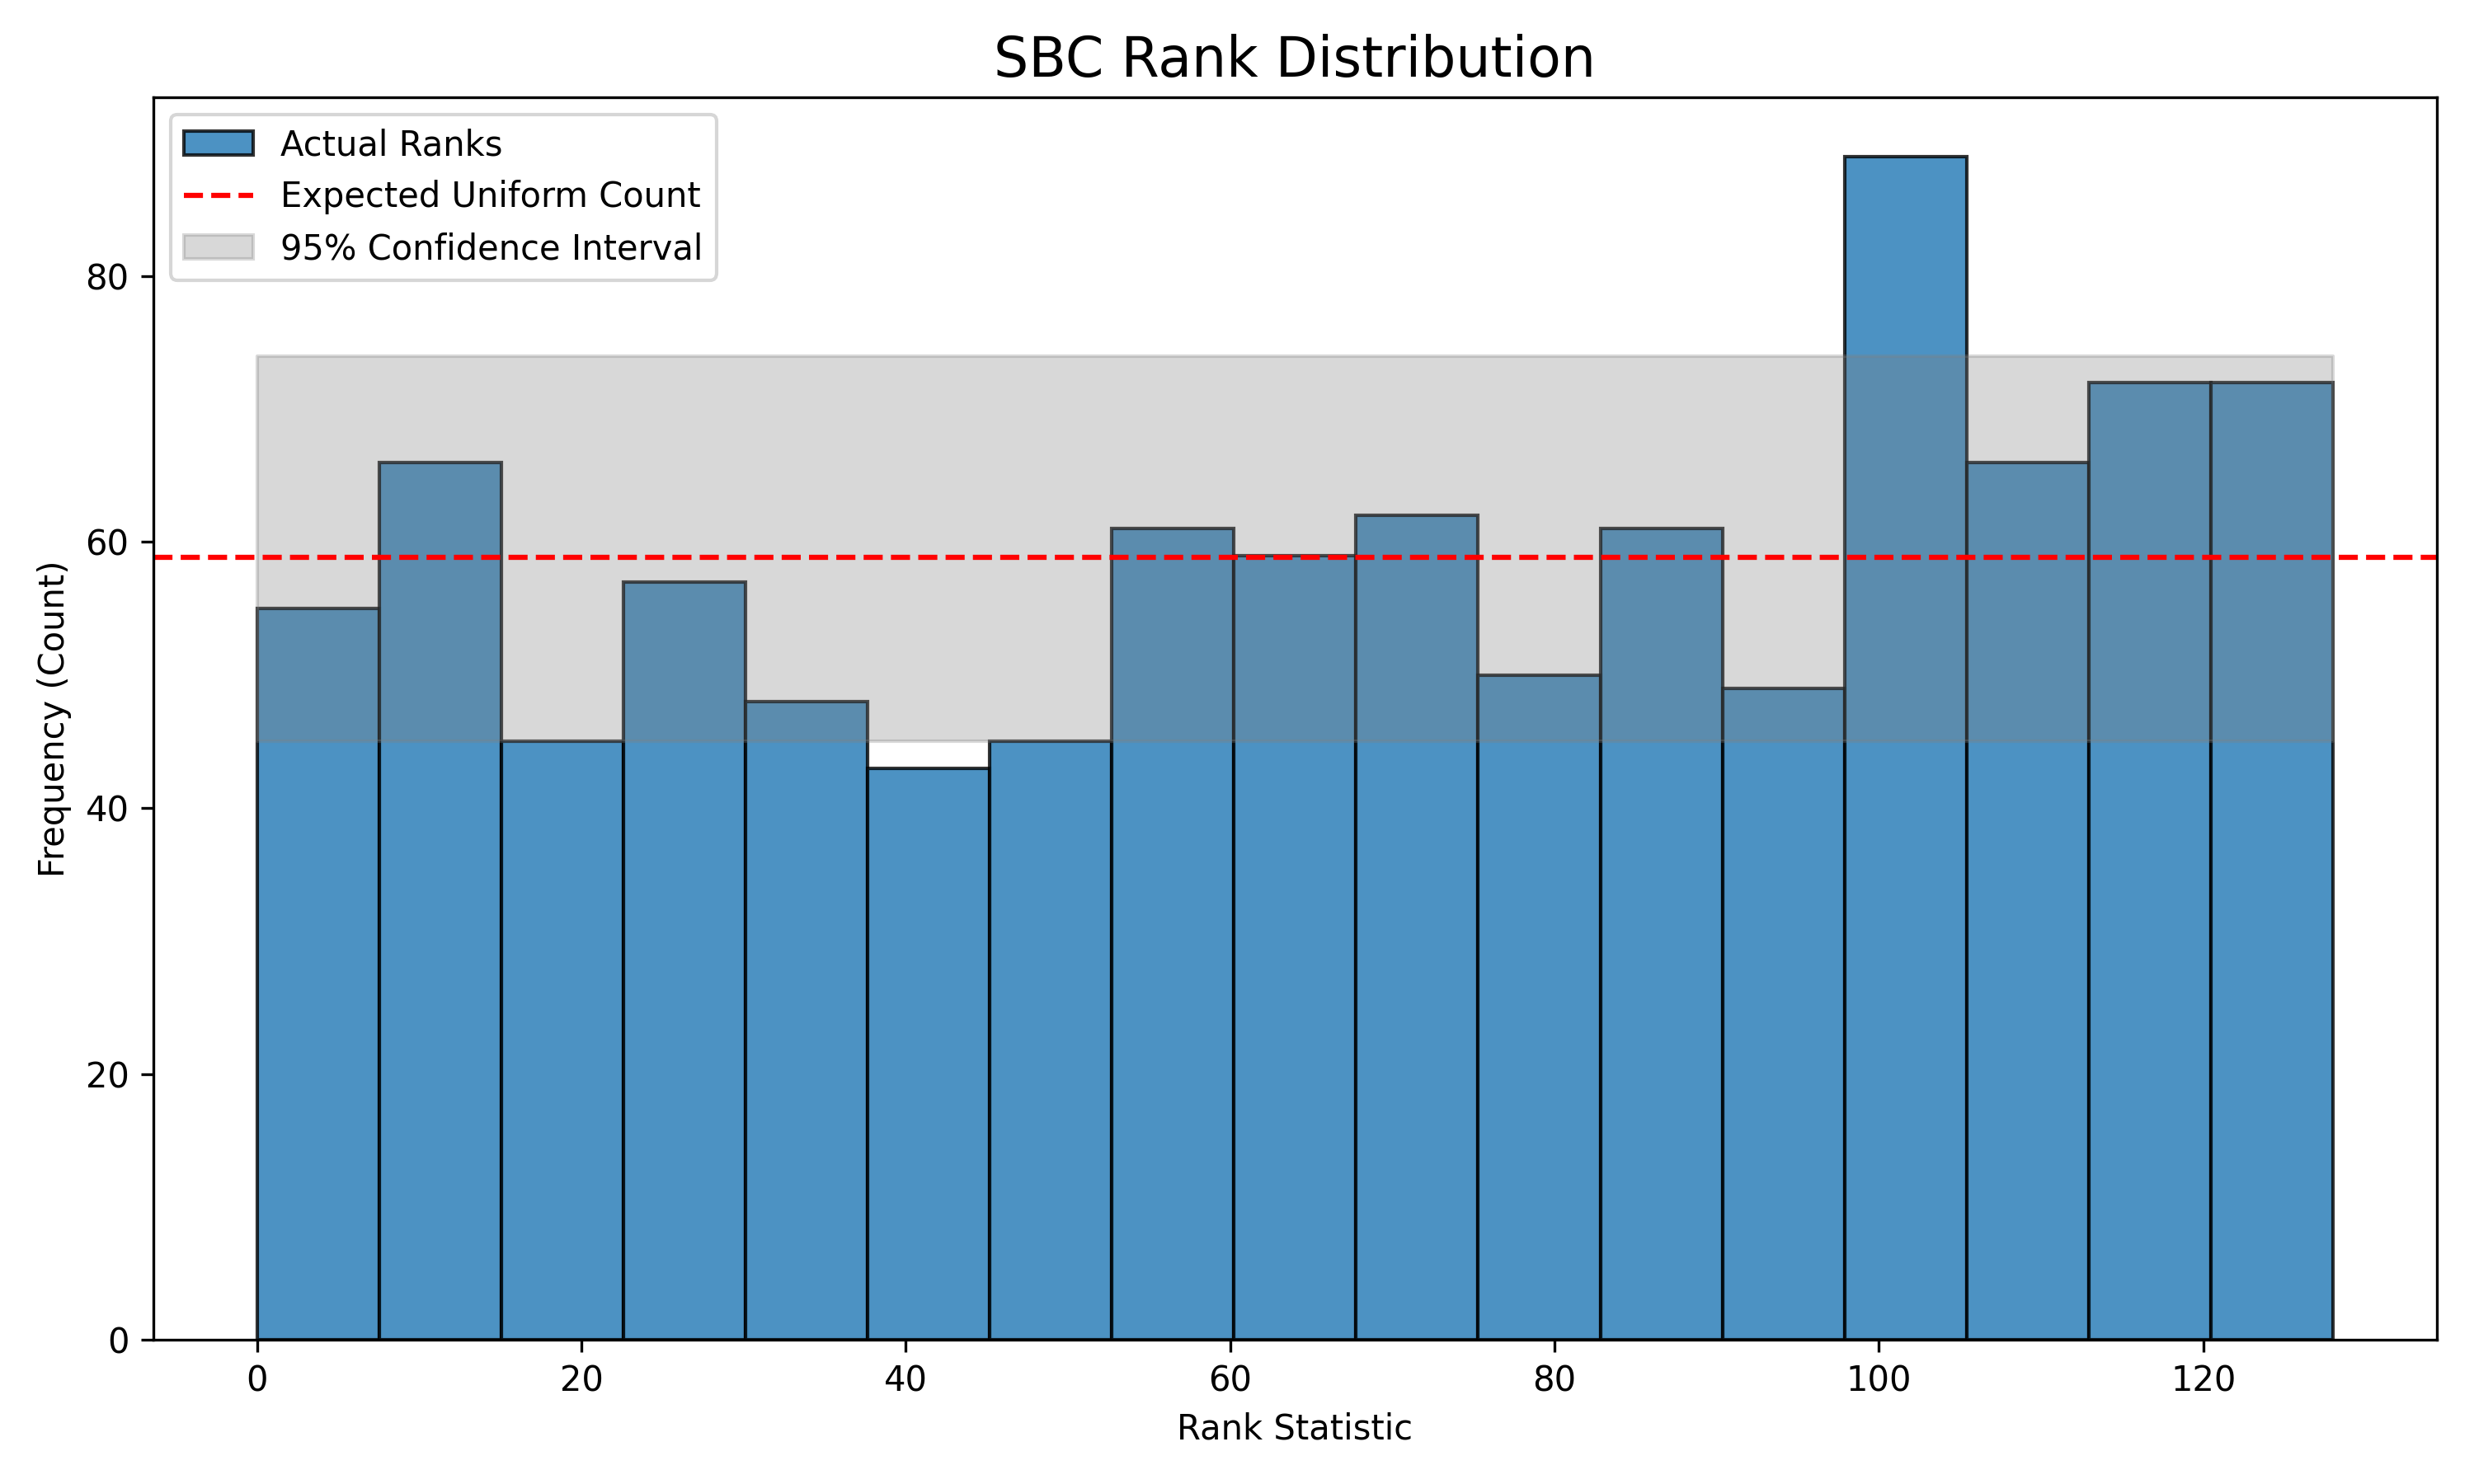 SBC Rank Distribution
Actual Ranks
Expected Uniform Count
95% Confidence Interval
Frequency (Count)
80
60
40
20
0
0 20 40 60 80 100 120
Rank Statistic